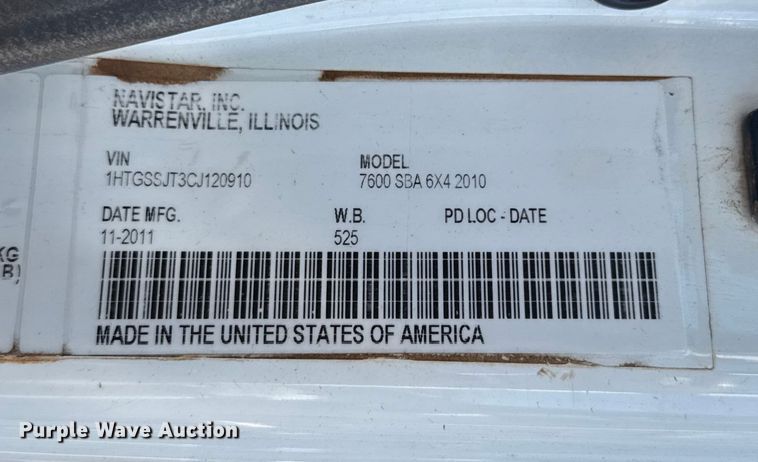 NAVISTAR, INC.
WARRENVILLE, ILLINOIS
VIN MODEL
1HTGSSJT3CJ120910 7600 SBA 6X4 2010
DATE MFG. W.B. PD LOC - DATE
11-2011 525
KG
B)
MADE IN THE UNITED STATES OF AMERICA
Purple Wave Auction